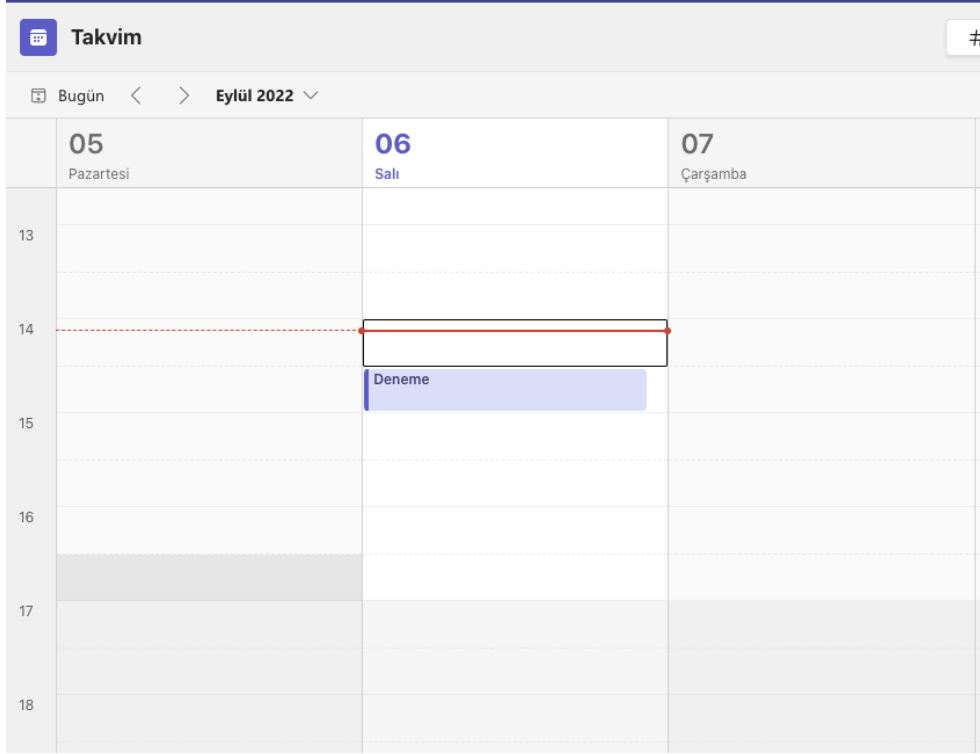 Takvim
#
Bugün
Eylül 2022
05
Pazartesi
06
Salı
07
Çarşamba
13
14
Deneme
15
16
17
18